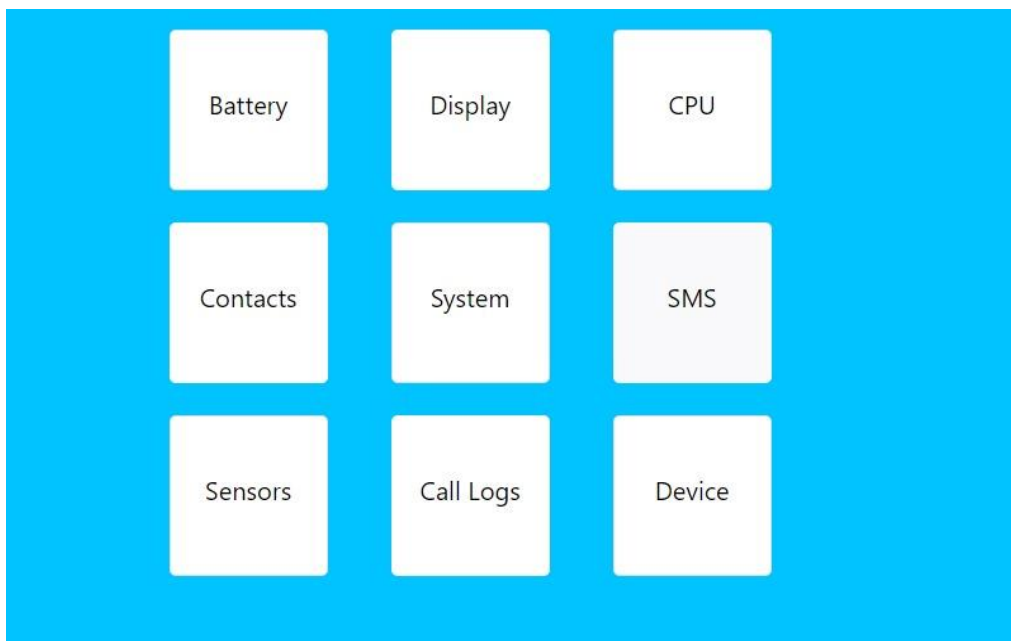 Battery
Display
CPU
Contacts
System
SMS
Sensors
Call Logs
Device